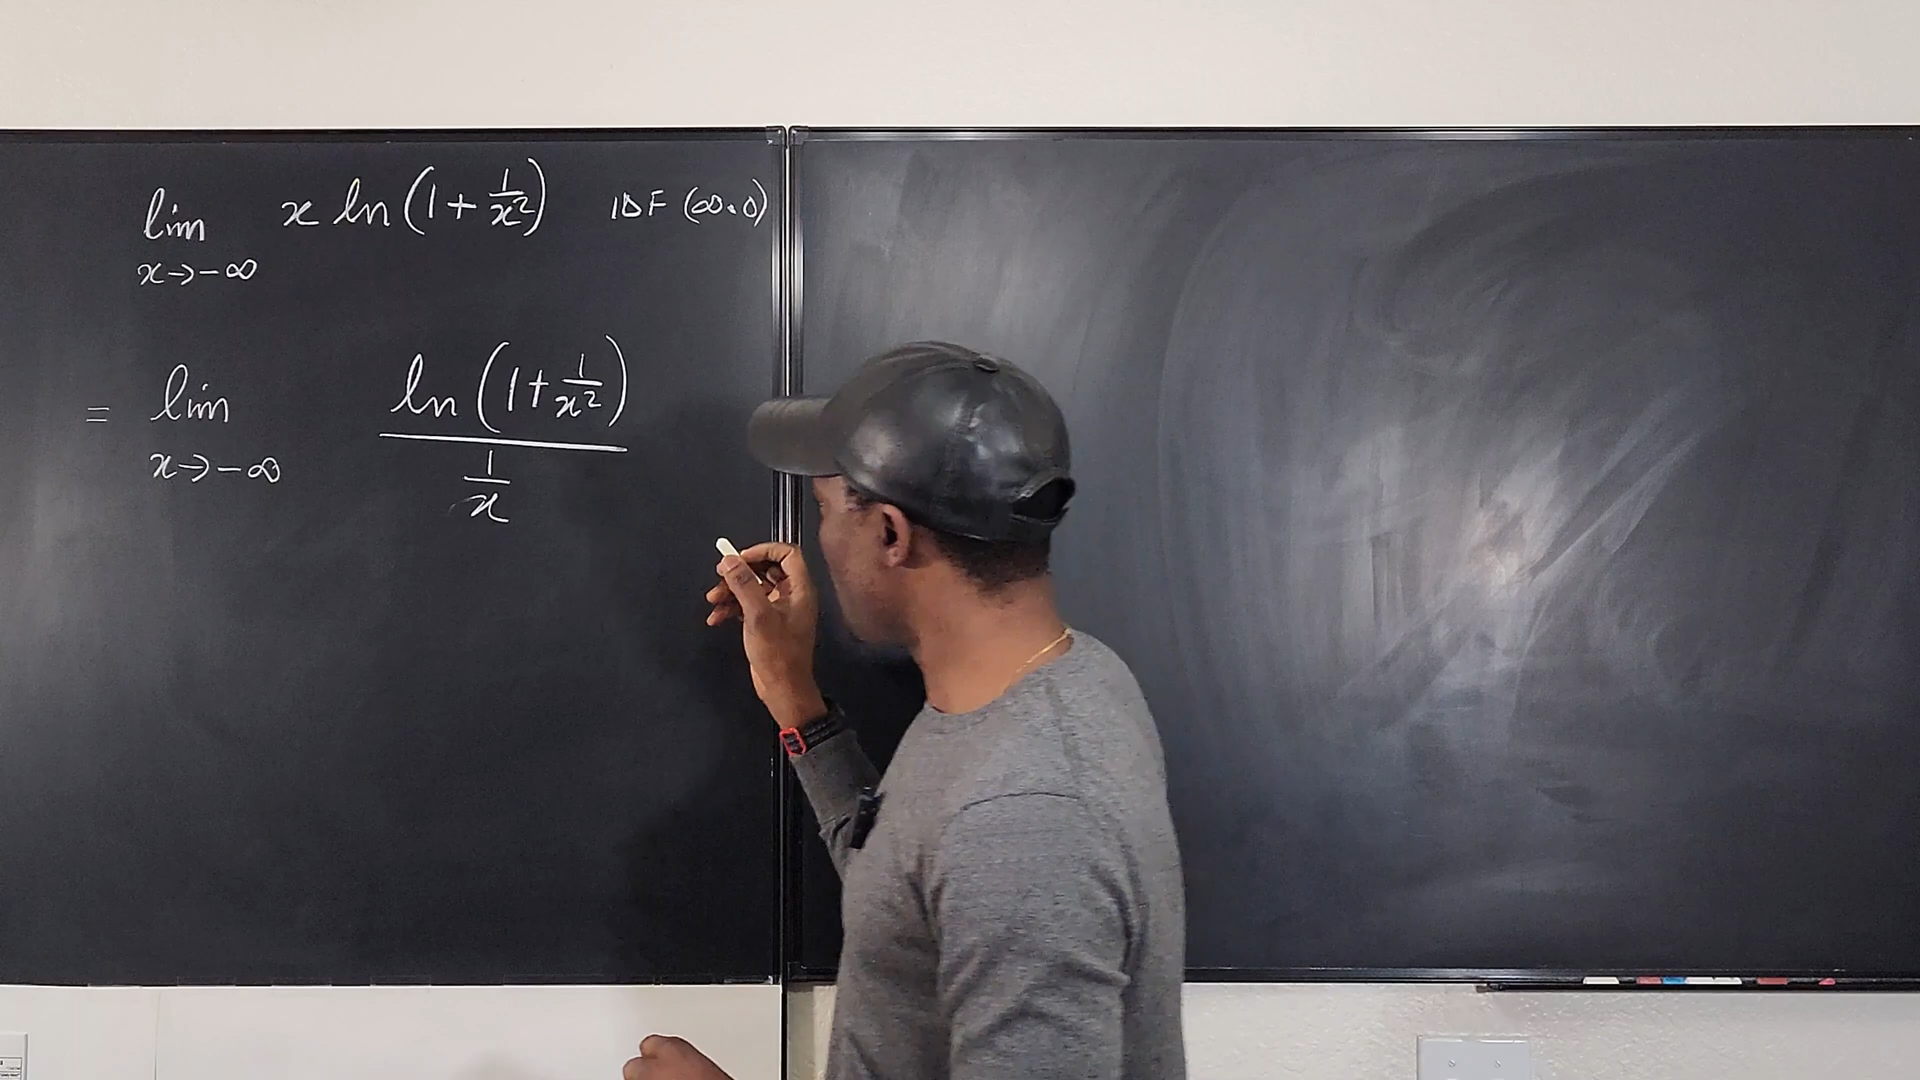 lim x ln(1 + 1/x²) IDF (∞·0)
x→-∞
= lim ln(1 + 1/x²) / (1/x)
x→-∞